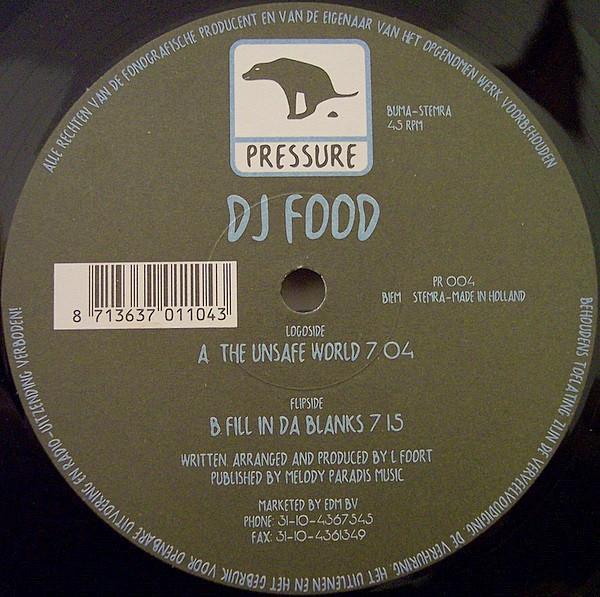 ALLE RECHTEN VAN DE FONOGRAFISCHE PRODUCENT EN VAN DE EIGENAAR VAN HET OPGENOMEN WERK VOORBEHOUDEN
BEHOUDENS TOELATING, ZIJN DE VERVEELVOUDIGING, DE VERHURING, HET UITLENEN EN HET GEBRUIK VOOR OPENBARE UITVOERING EN RADIO-UITZENDING VERBODEN!
PRESSURE
BUMA-STEMRA
45 RPM
DJ FOOD
8 713637 011043
PR 004
BIEM STEMRA-MADE IN HOLLAND
LOGOSIDE
A. THE UNSAFE WORLD 7.04
FLIPSIDE
B. FILL IN DA BLANKS 7.15
WRITTEN, ARRANGED AND PRODUCED BY L FOORT
PUBLISHED BY MELODY PARADIS MUSIC
MARKETED BY EDM BV
PHONE: 31-10-4367545
FAX: 31-10-4361349